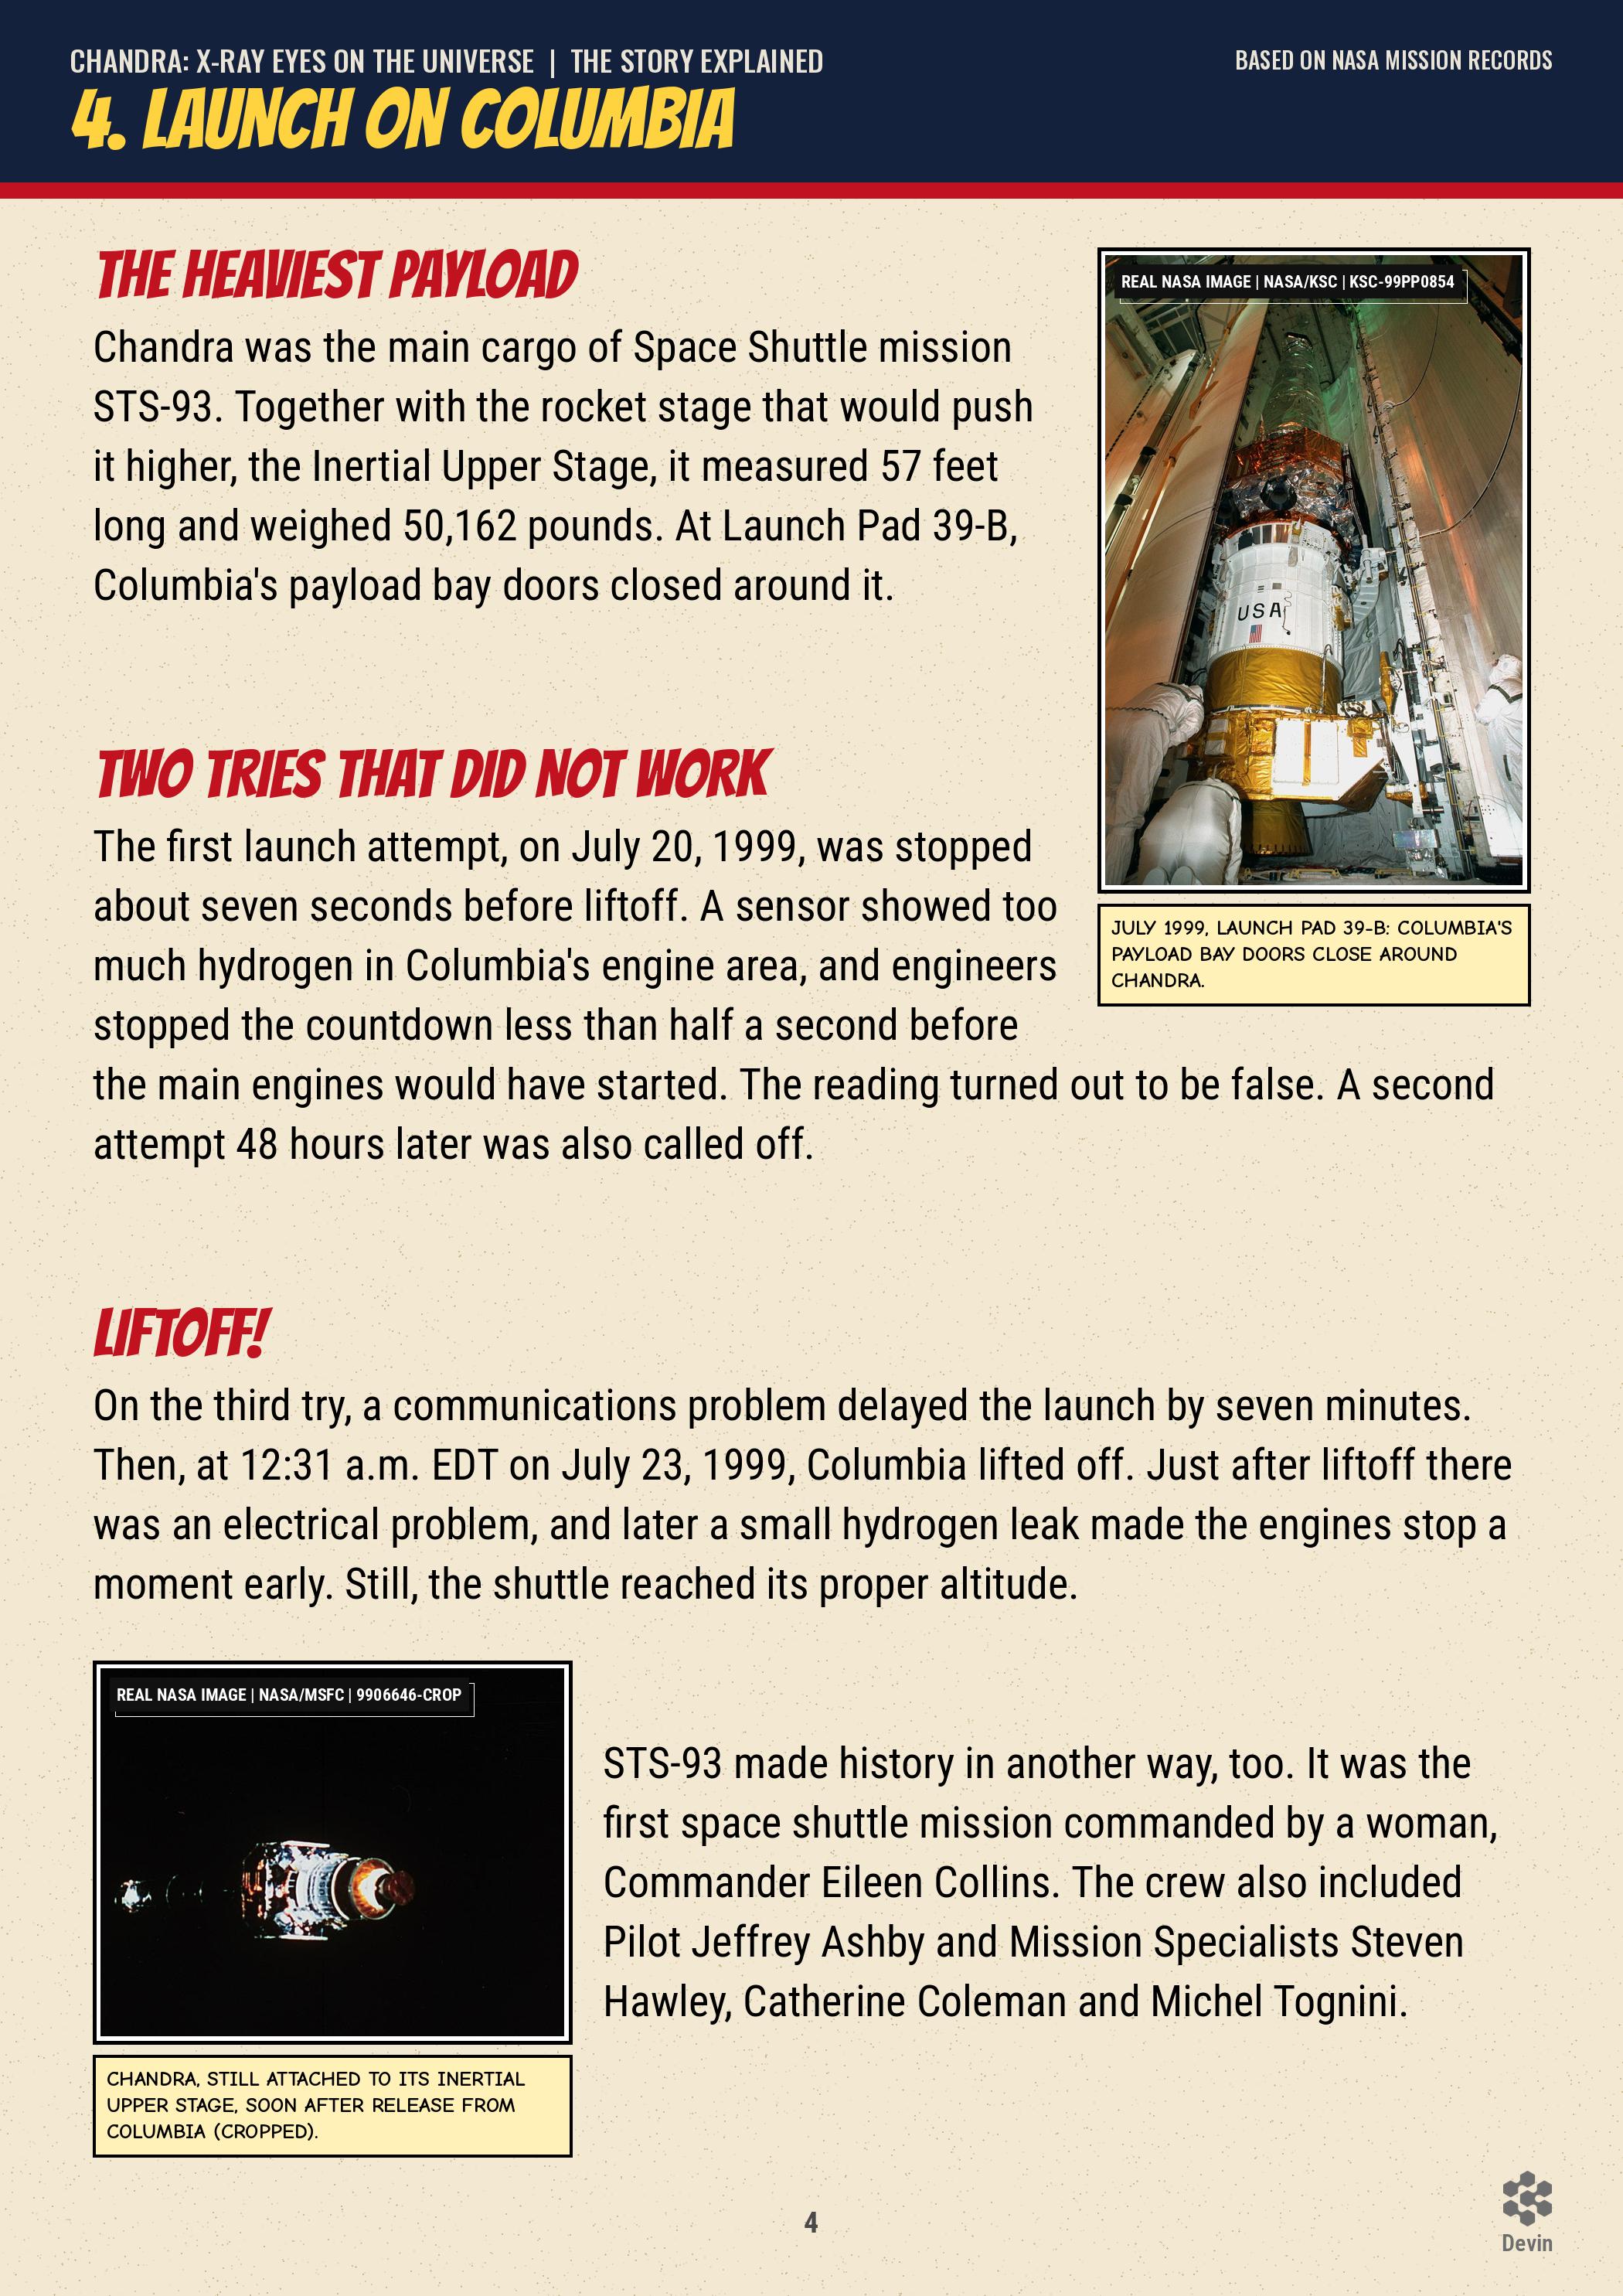 CHANDRA: X-RAY EYES ON THE UNIVERSE | THE STORY EXPLAINED
BASED ON NASA MISSION RECORDS
4. LAUNCH ON COLUMBIA
THE HEAVIEST PAYLOAD
Chandra was the main cargo of Space Shuttle mission
STS-93. Together with the rocket stage that would push
it higher, the Inertial Upper Stage, it measured 57 feet
long and weighed 50,162 pounds. At Launch Pad 39-B,
Columbia's payload bay doors closed around it.
REAL NASA IMAGE | NASA/KSC | KSC-99PP0854
USA
JULY 1999, LAUNCH PAD 39-B: COLUMBIA'S
PAYLOAD BAY DOORS CLOSE AROUND
CHANDRA.
TWO TRIES THAT DID NOT WORK
The first launch attempt, on July 20, 1999, was stopped
about seven seconds before liftoff. A sensor showed too
much hydrogen in Columbia's engine area, and engineers
stopped the countdown less than half a second before
the main engines would have started. The reading turned out to be false. A second
attempt 48 hours later was also called off.
LIFTOFF!
On the third try, a communications problem delayed the launch by seven minutes.
Then, at 12:31 a.m. EDT on July 23, 1999, Columbia lifted off. Just after liftoff there
was an electrical problem, and later a small hydrogen leak made the engines stop a
moment early. Still, the shuttle reached its proper altitude.
REAL NASA IMAGE | NASA/MSFC | 9906646-CROP
CHANDRA, STILL ATTACHED TO ITS INERTIAL
UPPER STAGE, SOON AFTER RELEASE FROM
COLUMBIA (CROPPED).
STS-93 made history in another way, too. It was the
first space shuttle mission commanded by a woman,
Commander Eileen Collins. The crew also included
Pilot Jeffrey Ashby and Mission Specialists Steven
Hawley, Catherine Coleman and Michel Tognini.
4
Devin